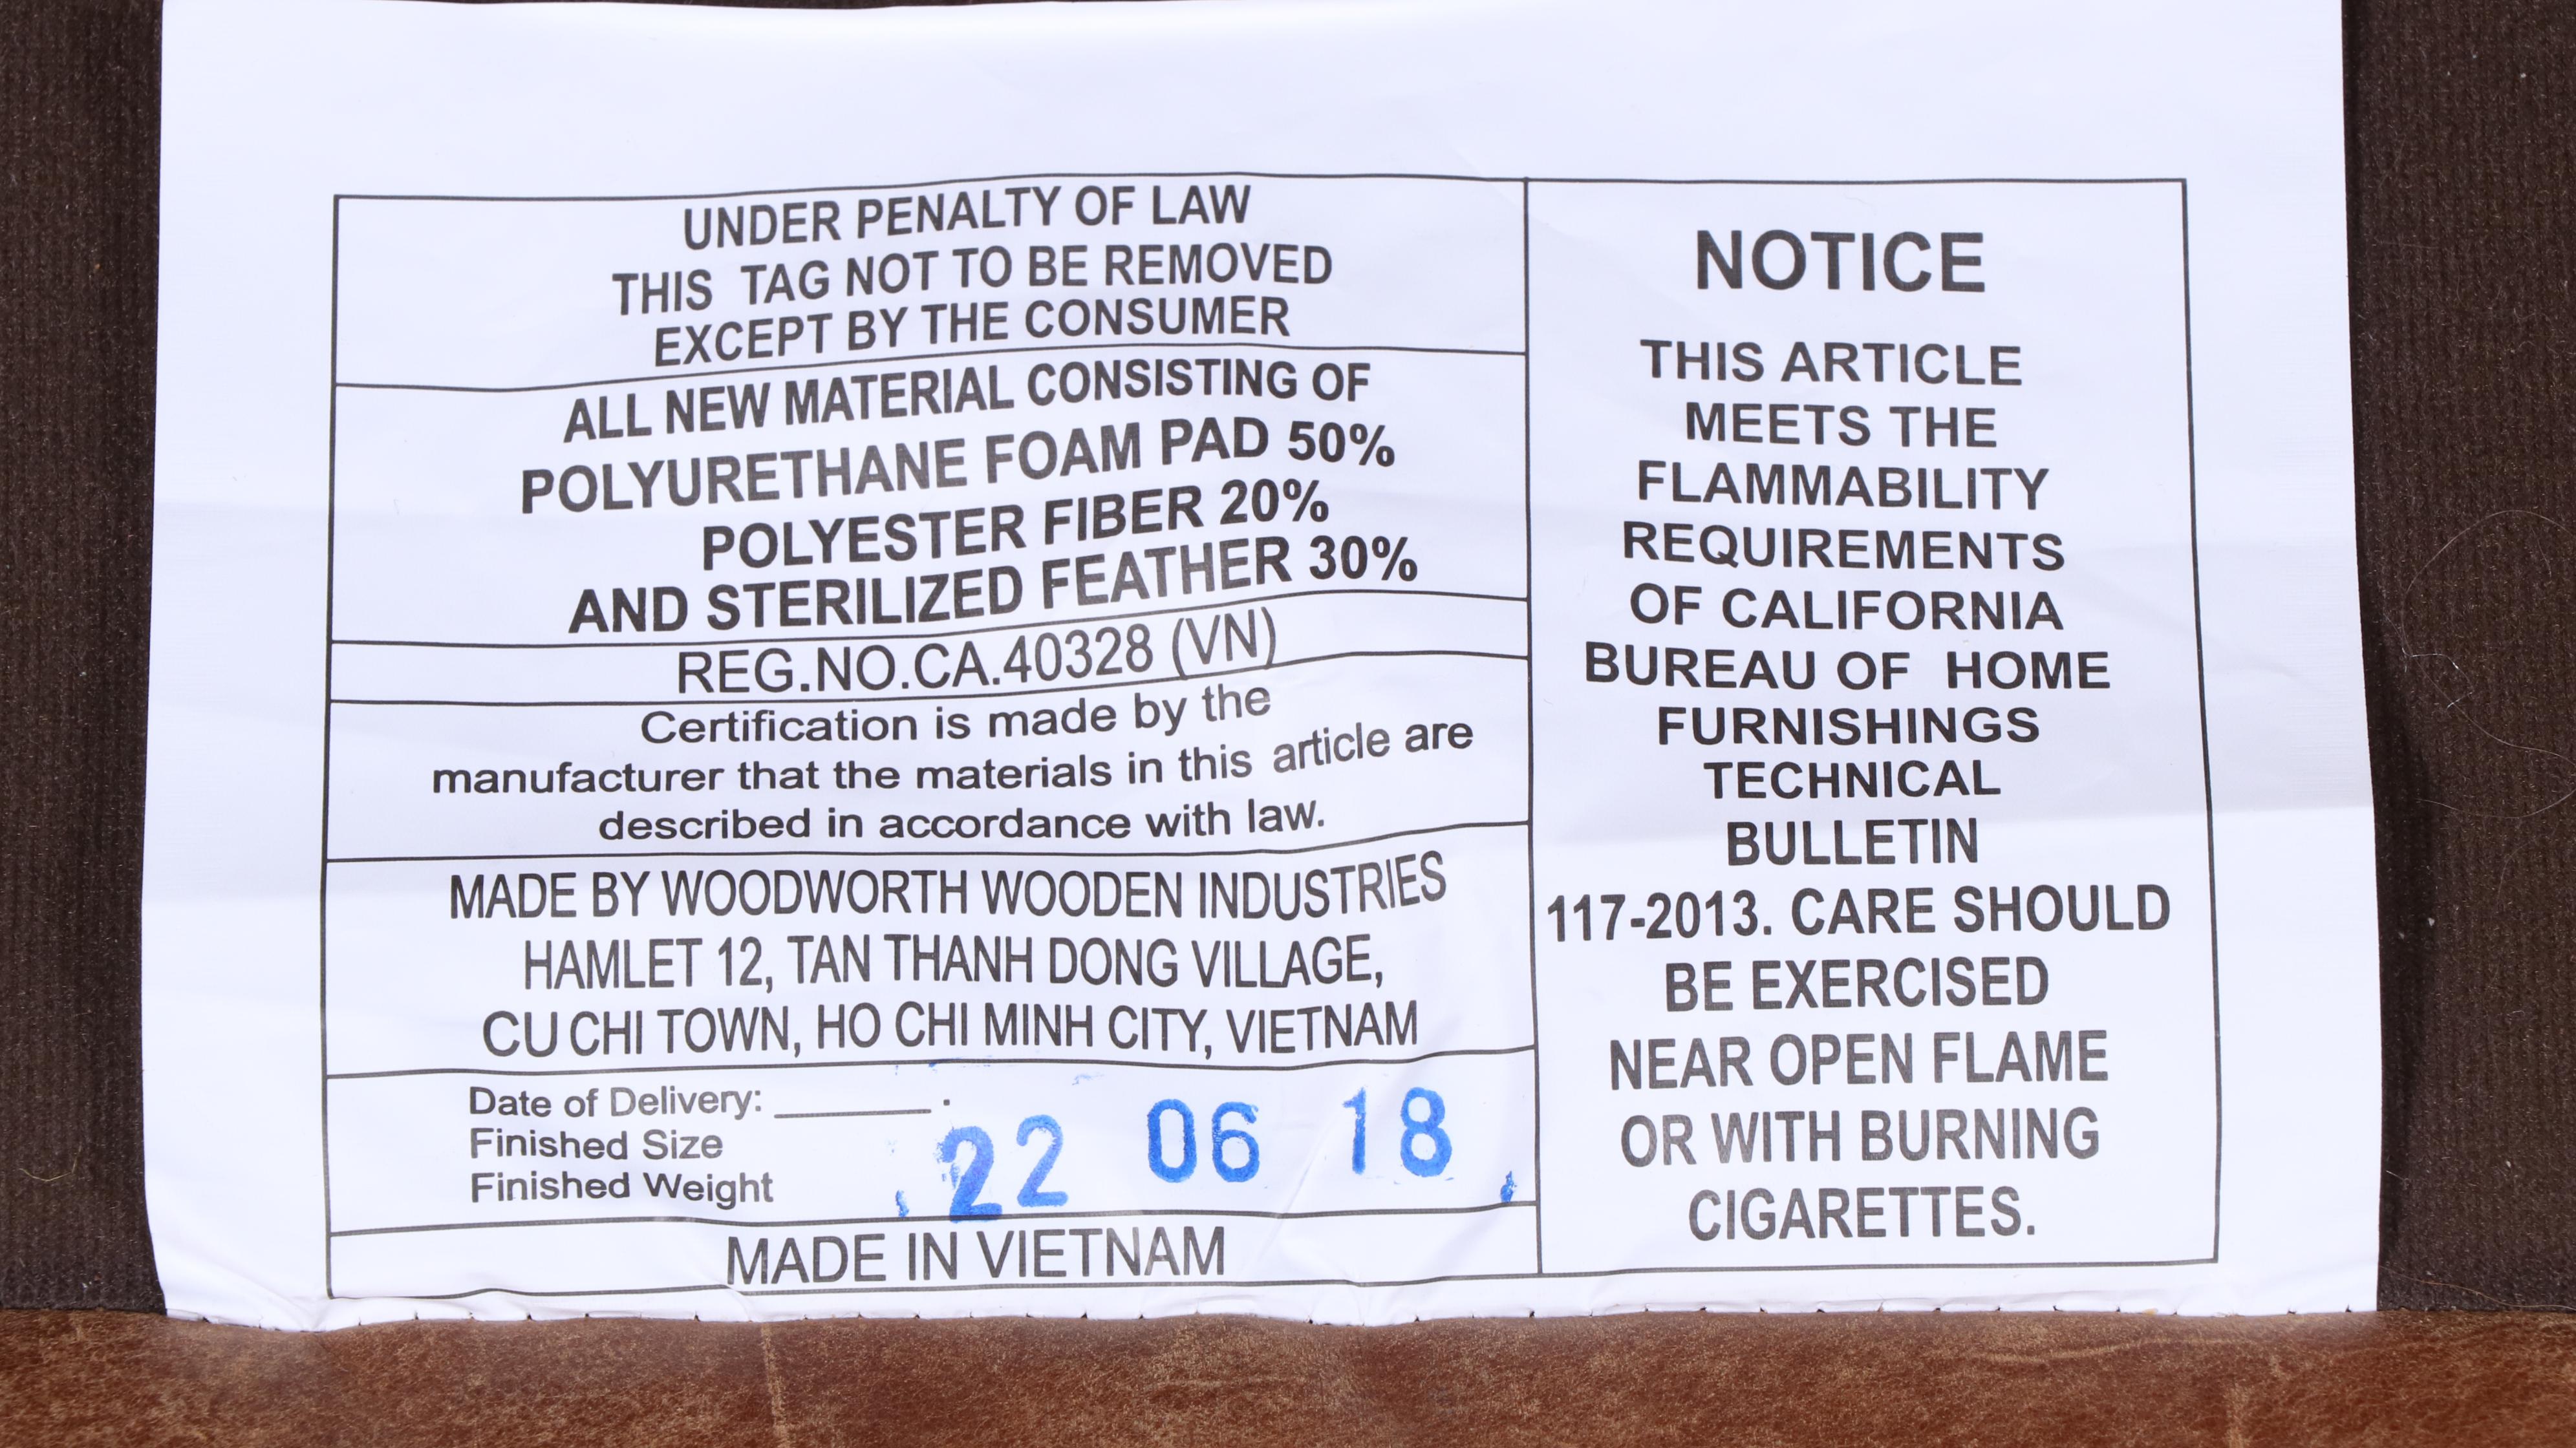 UNDER PENALTY OF LAW
THIS TAG NOT TO BE REMOVED
EXCEPT BY THE CONSUMER
ALL NEW MATERIAL CONSISTING OF
POLYURETHANE FOAM PAD 50%
POLYESTER FIBER 20%
AND STERILIZED FEATHER 30%
REG.NO.CA.40328 (VN)
Certification is made by the
manufacturer that the materials in this article are
described in accordance with law.
MADE BY WOODWORTH WOODEN INDUSTRIES
HAMLET 12, TAN THANH DONG VILLAGE,
CU CHI TOWN, HO CHI MINH CITY, VIETNAM
Date of Delivery: ________.
Finished Size
Finished Weight
22 06 18
MADE IN VIETNAM
NOTICE
THIS ARTICLE
MEETS THE
FLAMMABILITY
REQUIREMENTS
OF CALIFORNIA
BUREAU OF HOME
FURNISHINGS
TECHNICAL
BULLETIN
117-2013. CARE SHOULD
BE EXERCISED
NEAR OPEN FLAME
OR WITH BURNING
CIGARETTES.